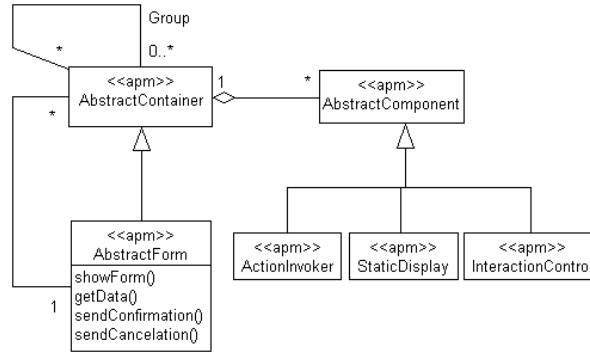 Group
*
0..*
<<apm>>
AbstractContainer
1
*
<<apm>>
AbstractComponent
*
<<apm>>
AbstractForm
showForm()
getData()
sendConfirmation()
sendCancelation()
1
<<apm>>
ActionInvoker
<<apm>>
StaticDisplay
<<apm>>
InteractionContro